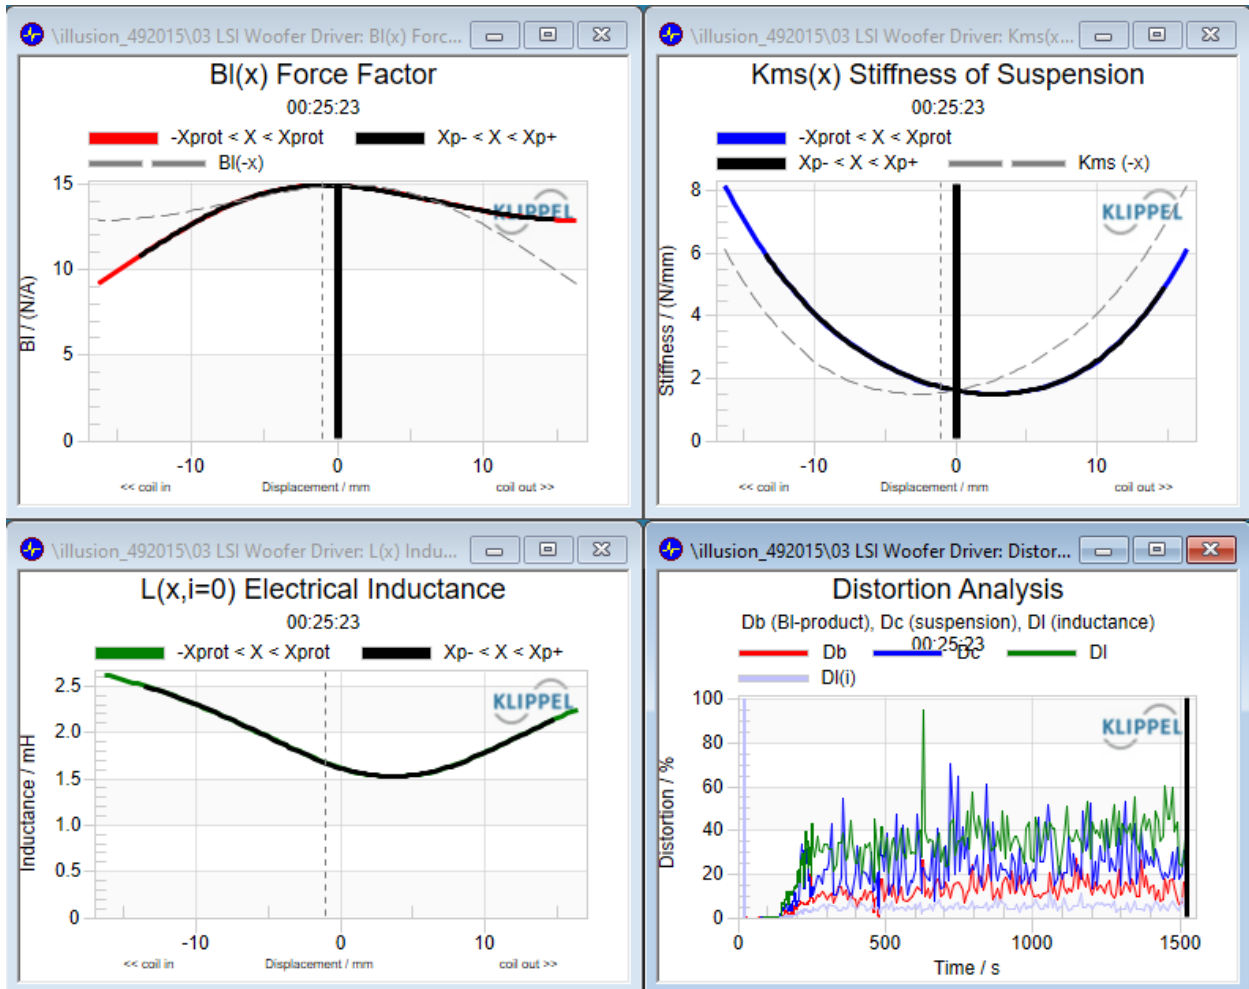 \illusion_492015\03 LSI Woofer Driver: Bl(x) Forc...
Bl(x) Force Factor
00:25:23
-Xprot < X < Xprot Xp- < X < Xp+
Bl(-x)
KLIPPEL
15
10
5
0
Bl / (N/A)
-10 0 10
<< coil in Displacement / mm coil out >>
\illusion_492015\03 LSI Woofer Driver: Kms(x...
Kms(x) Stiffness of Suspension
00:25:23
-Xprot < X < Xprot
Xp- < X < Xp+ Kms (-x)
KLIPPEL
8
6
4
2
0
Stiffness / (N/mm)
-10 0 10
<< coil in Displacement / mm coil out >>
\illusion_492015\03 LSI Woofer Driver: L(x) Indu...
L(x,i=0) Electrical Inductance
00:25:23
-Xprot < X < Xprot Xp- < X < Xp+
KLIPPEL
2.5
2.0
1.5
1.0
0.5
0
Inductance / mH
-10 0 10
<< coil in Displacement / mm coil out >>
\illusion_492015\03 LSI Woofer Driver: Distor...
Distortion Analysis
Db (Bl-product), Dc (suspension), Dl (inductance)
00:25:23
Db Dc Dl
Dl(i)
KLIPPEL
100
80
60
40
20
0
Distortion / %
0 500 1000 1500
Time / s